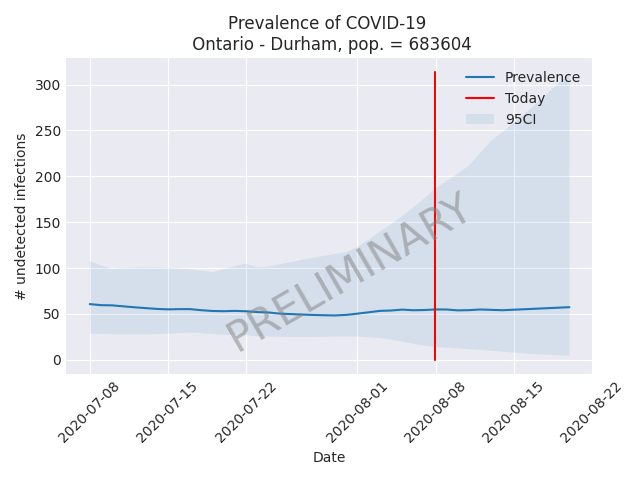 Prevalence of COVID-19
Ontario - Durham, pop. = 683604
Prevalence
Today
95CI
# undetected infections
300
250
200
150
100
50
0
PRELIMINARY
2020-07-08
2020-07-15
2020-07-22
2020-08-01
2020-08-08
2020-08-15
2020-08-22
Date